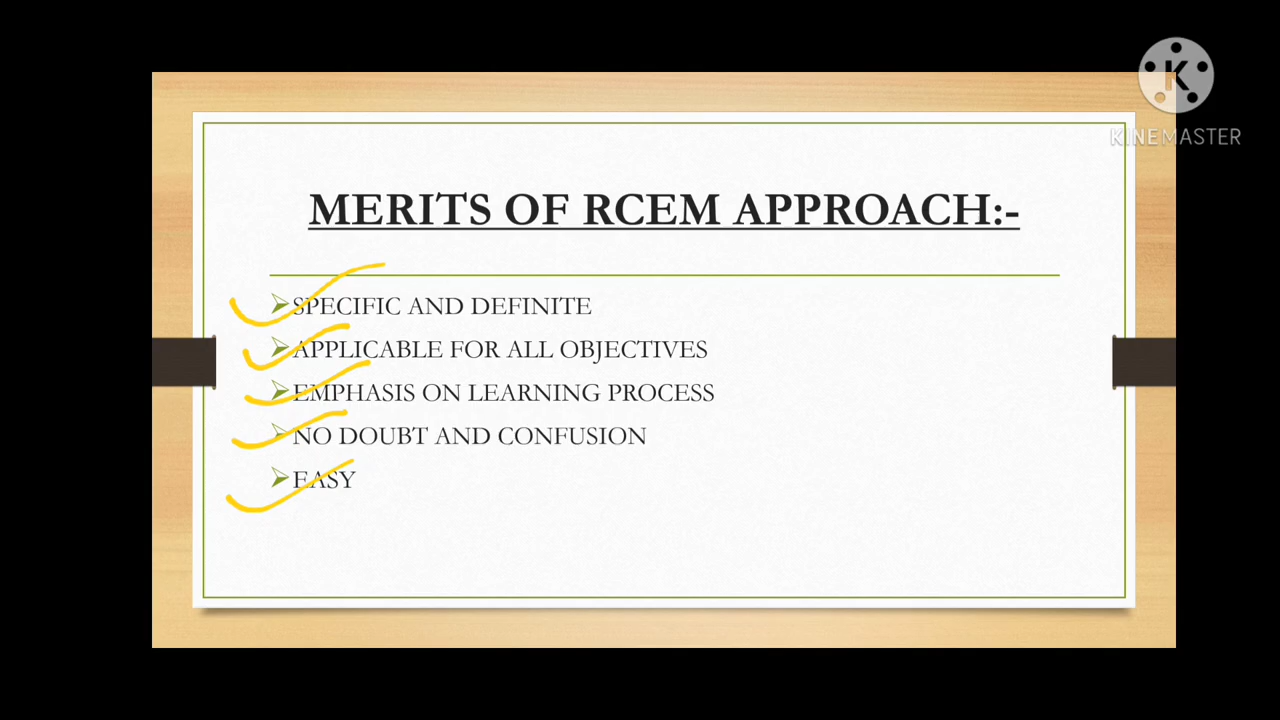 KINEMASTER
MERITS OF RCEM APPROACH:-
SPECIFIC AND DEFINITE
APPLICABLE FOR ALL OBJECTIVES
EMPHASIS ON LEARNING PROCESS
NO DOUBT AND CONFUSION
EASY